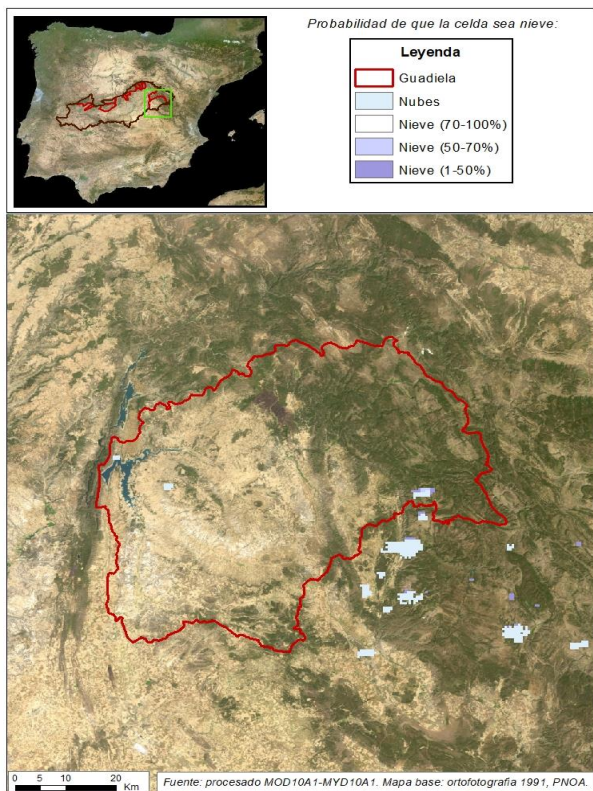 Probabilidad de que la celda sea nieve:
Leyenda
Guadiela
Nubes
Nieve (70-100%)
Nieve (50-70%)
Nieve (1-50%)
0 5 10 20
Km
Fuente: procesado MOD10A1-MYD10A1. Mapa base: ortofotografía 1991, PNOA.